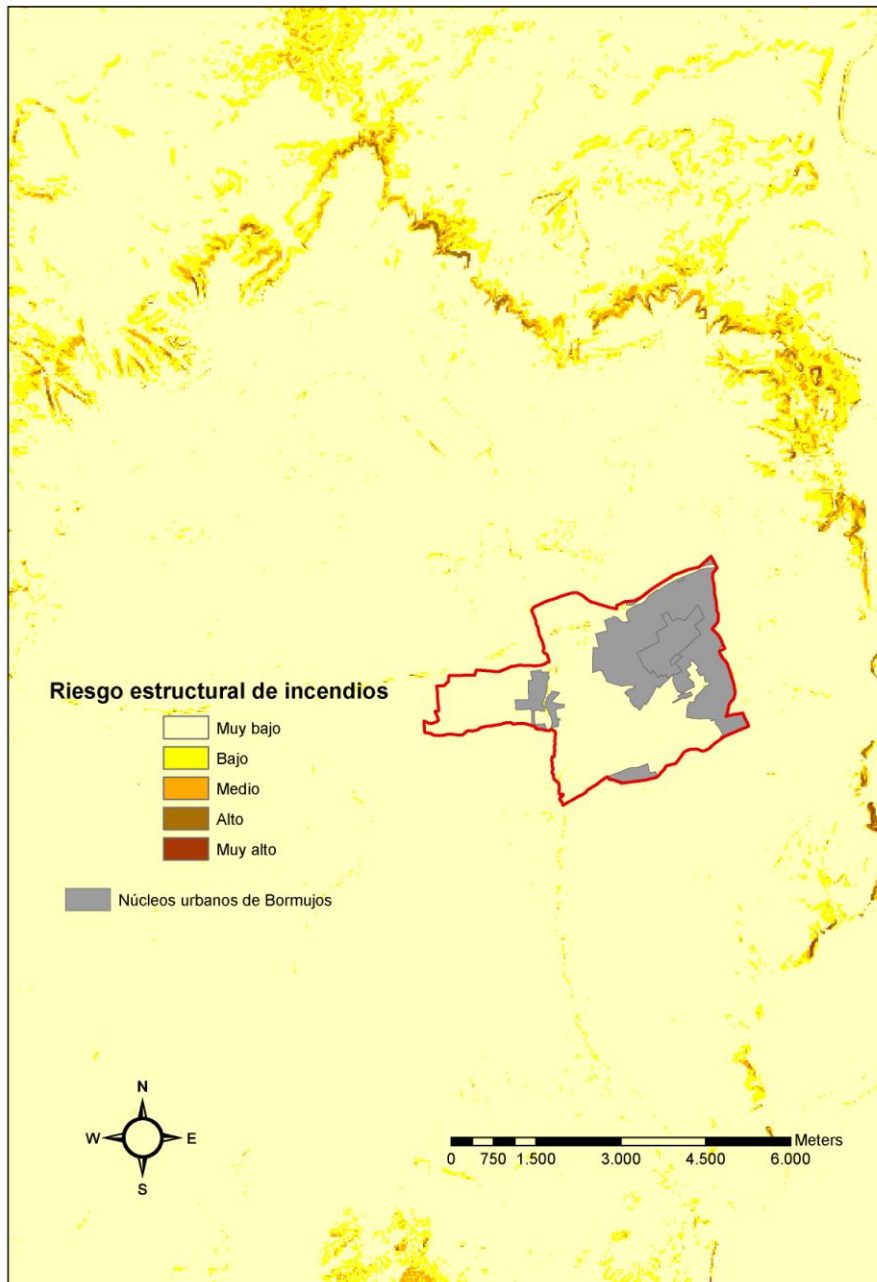 Riesgo estructural de incendios
Muy bajo
Bajo
Medio
Alto
Muy alto
Núcleos urbanos de Bormujos
N
W E
S
Meters
0 750 1.500 3.000 4.500 6.000